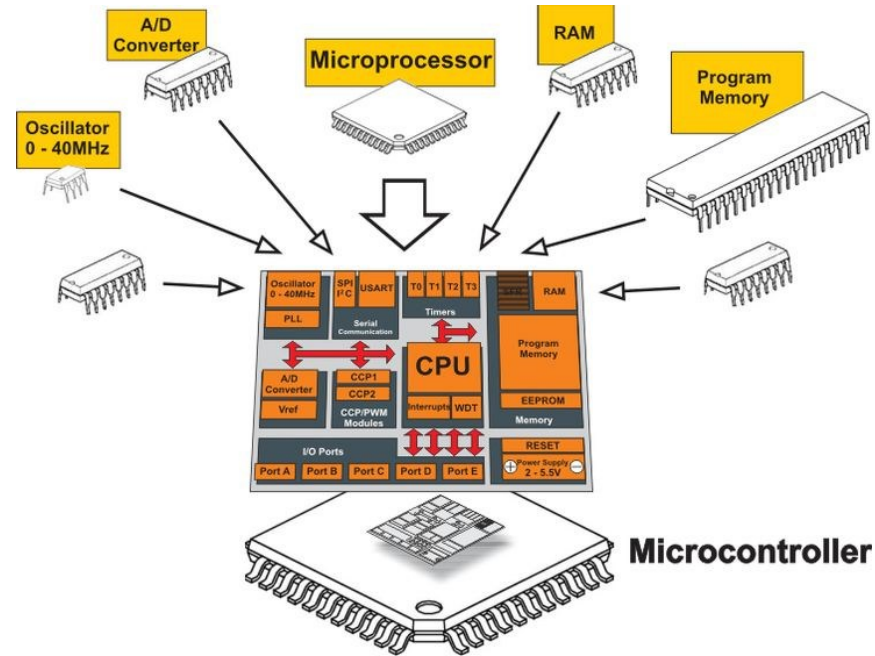 A/D
Converter
Microprocessor
RAM
Program
Memory
Oscillator
0 - 40MHz
Oscillator
0 - 40MHz
PLL
SPI
I²C
USART
Serial
Communication
T0 T1 T2 T3
Timers
RAM
Program
Memory
EEPROM
Memory
A/D
Converter
Vref
CCP1
CCP2
CCP/PWM
Modules
CPU
Interrupts WDT
I/O Ports
Port A Port B Port C Port D Port E
RESET
Power Supply
2 - 5.5V
Microcontroller